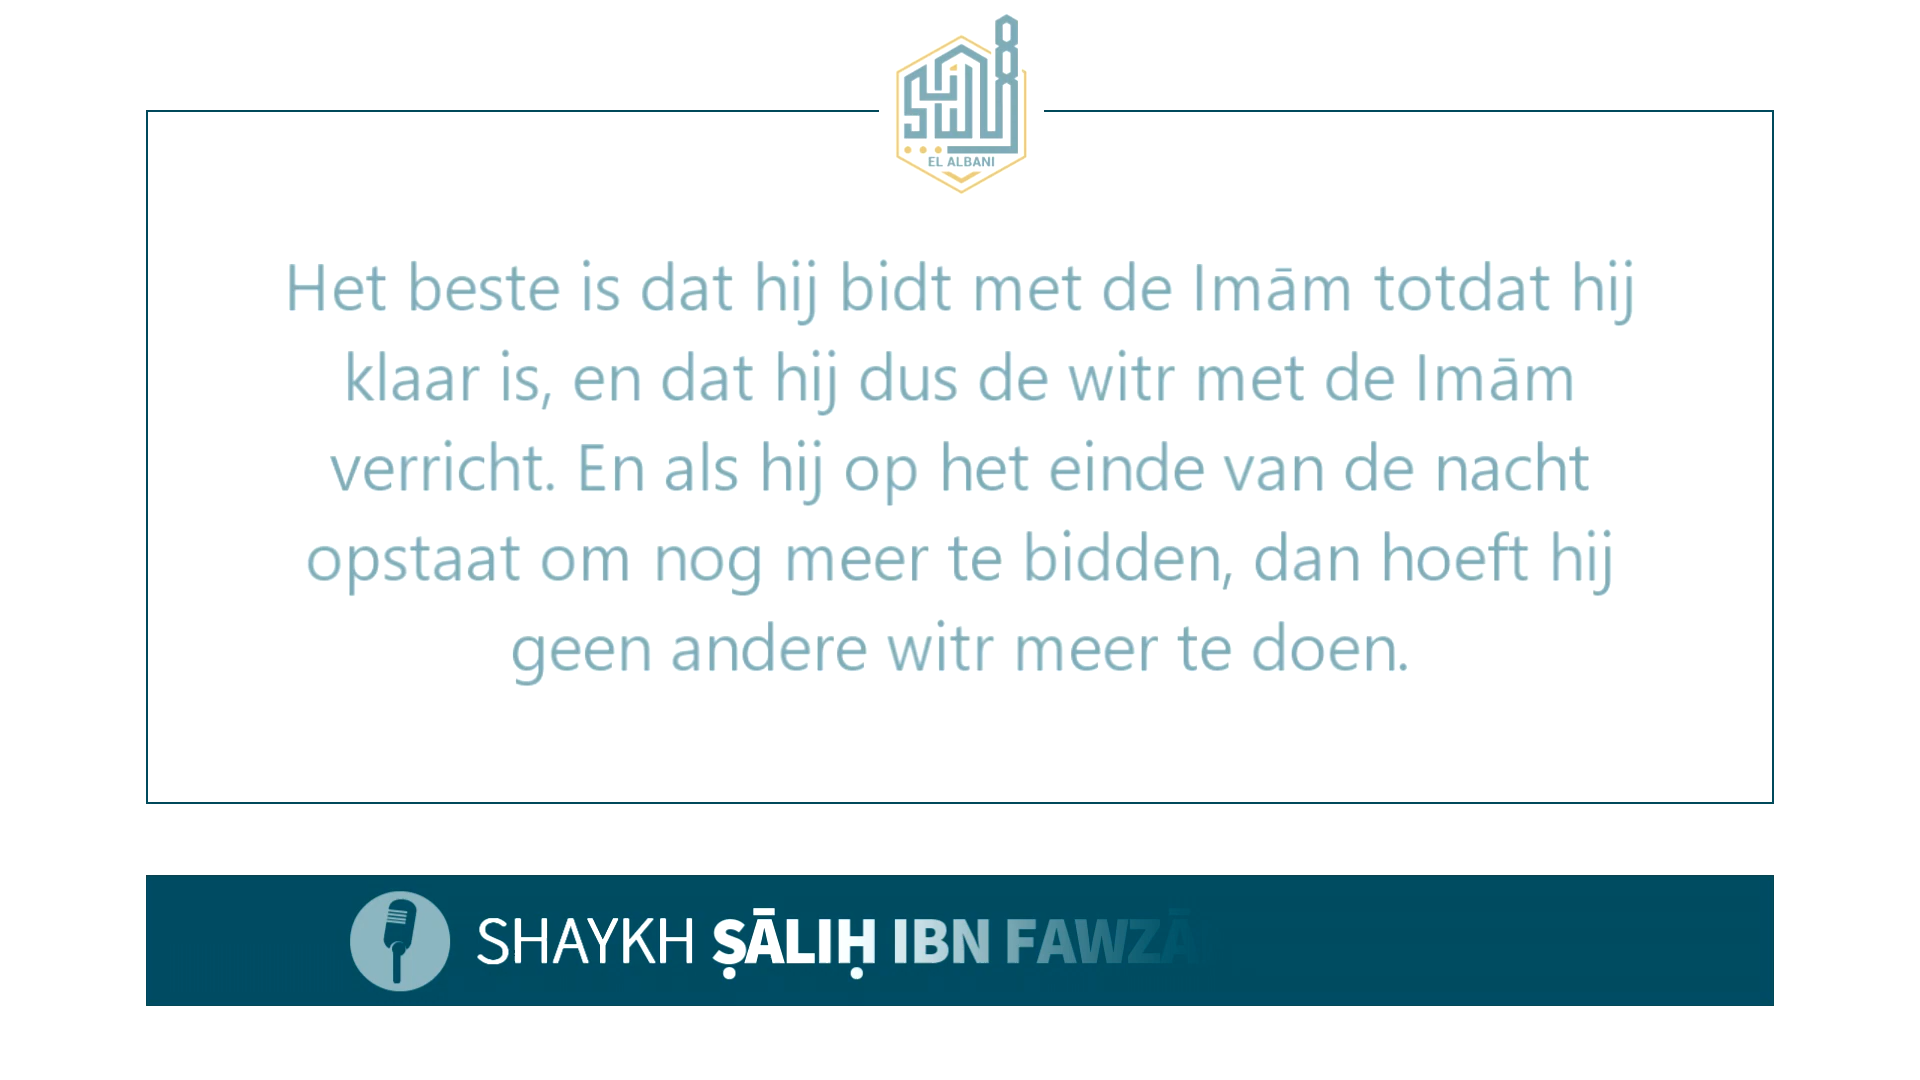 EL ALBANI
Het beste is dat hij bidt met de Imām totdat hij
klaar is, en dat hij dus de witr met de Imām
verricht. En als hij op het einde van de nacht
opstaat om nog meer te bidden, dan hoeft hij
geen andere witr meer te doen.
SHAYKH ṢĀLIḤ IBN FAWZĀ